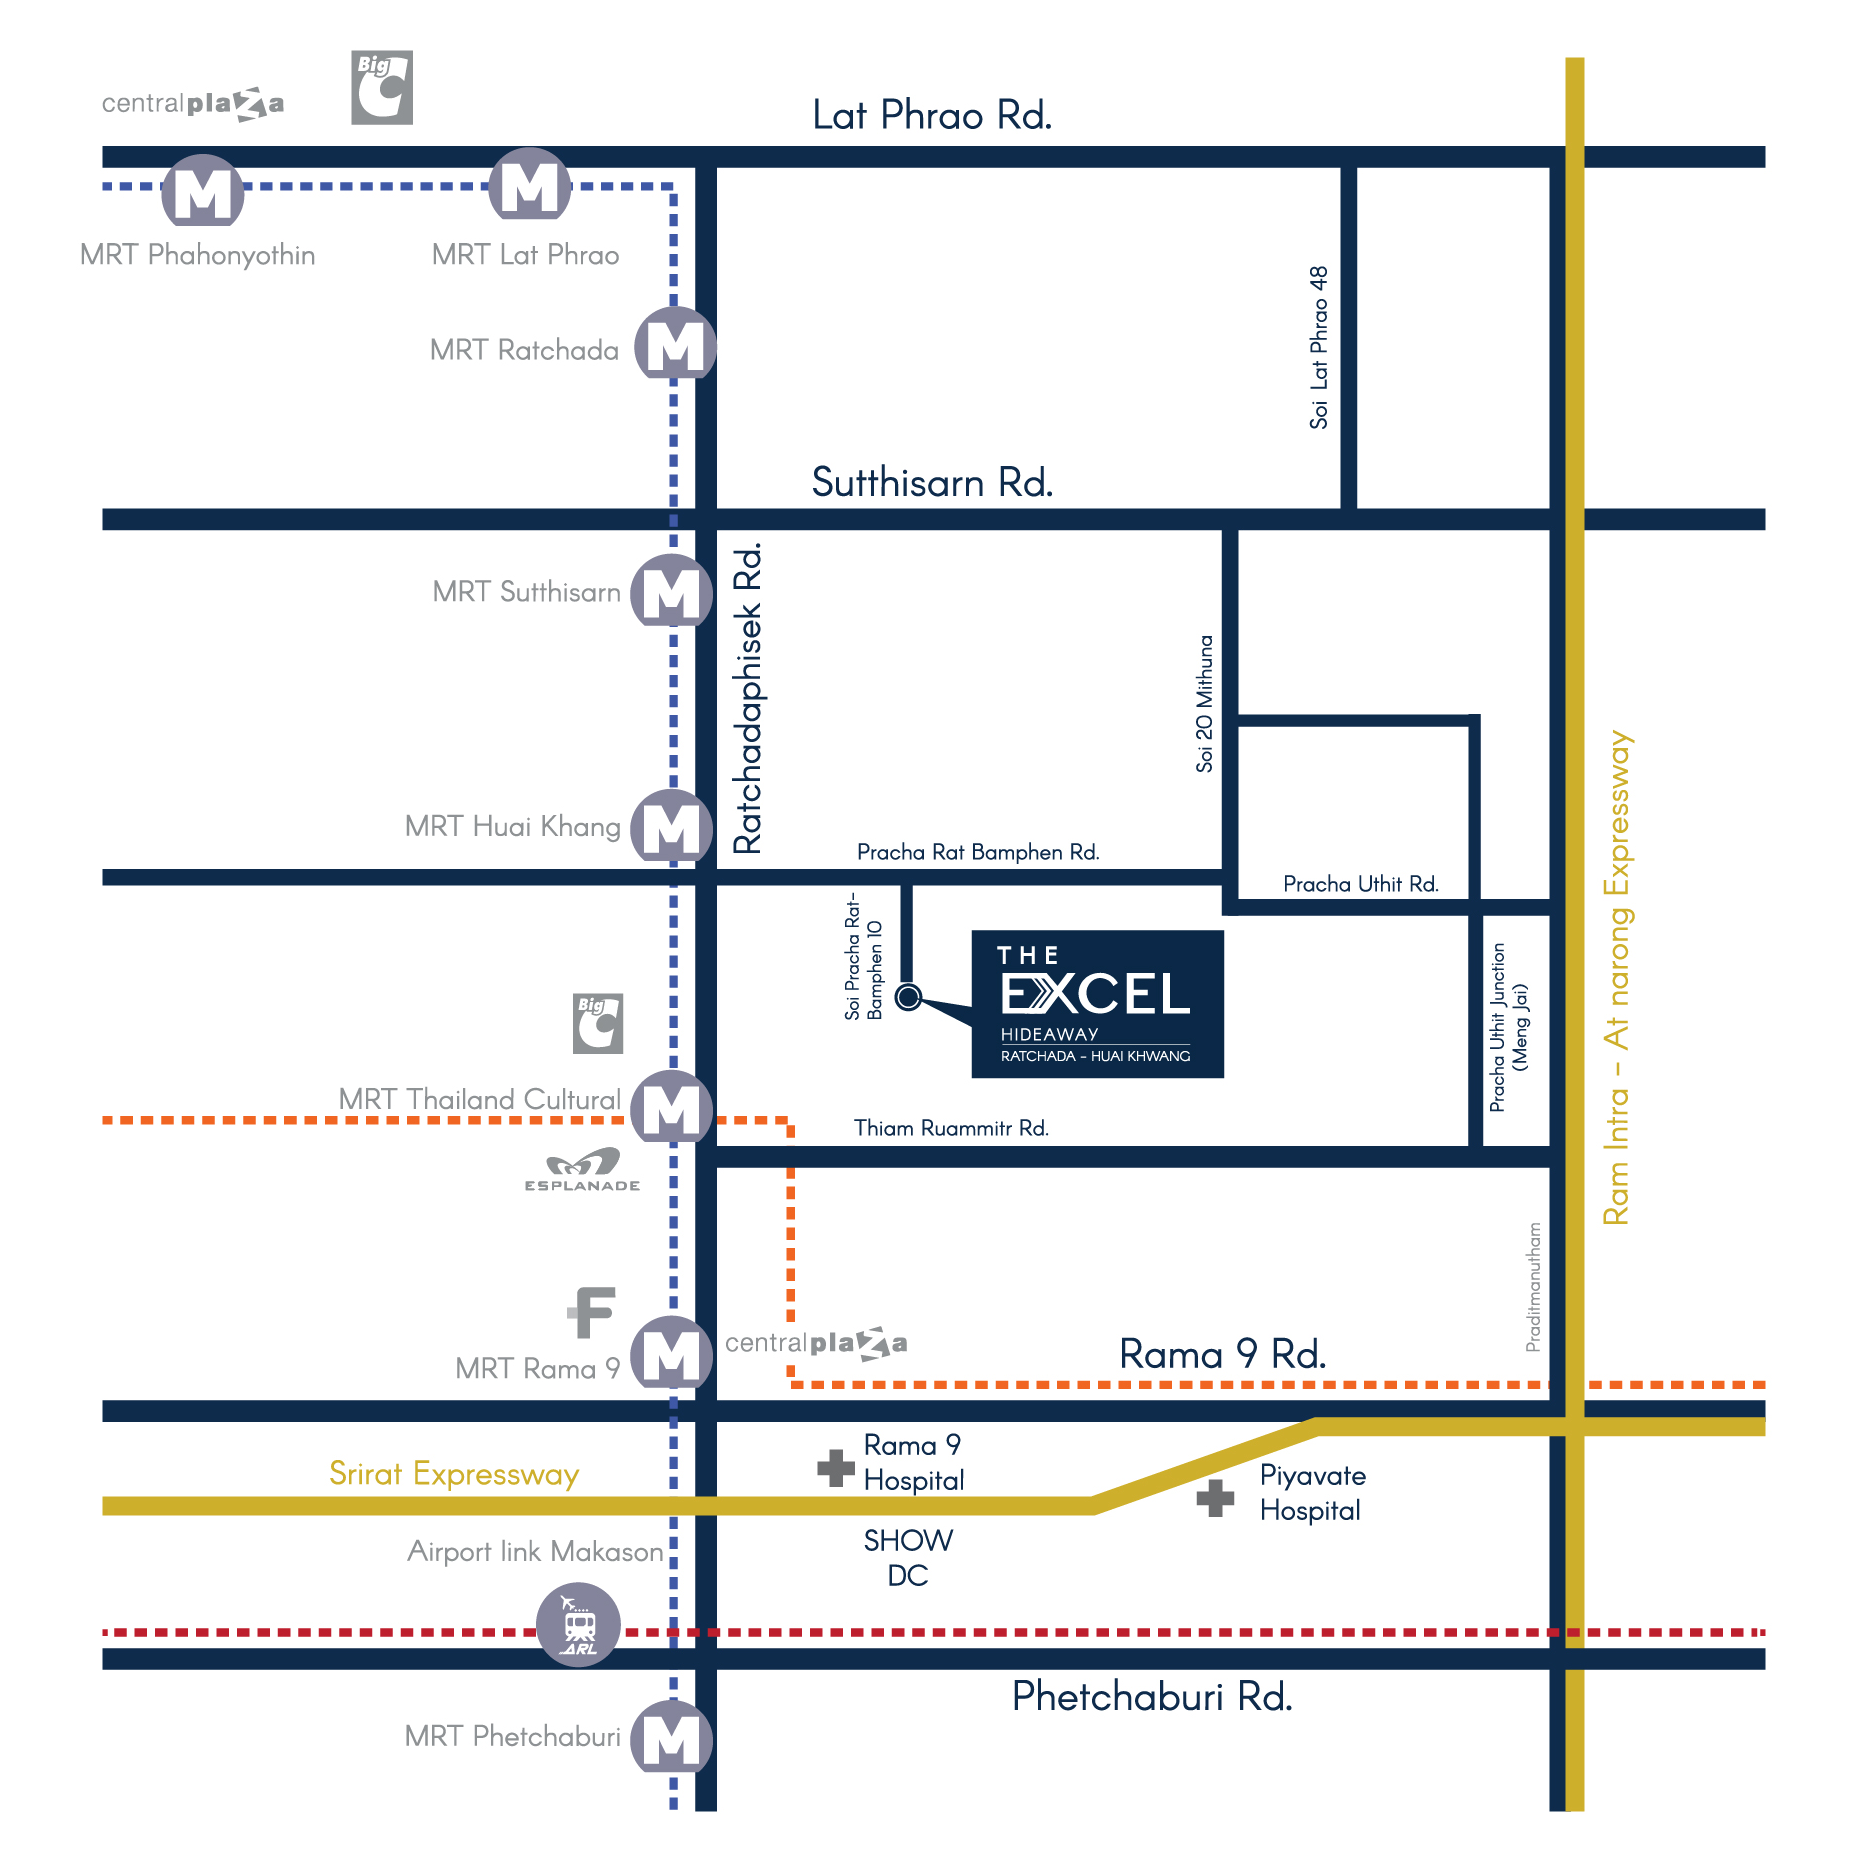 Big
C
centralplaza
Lat Phrao Rd.
M
M
MRT Phahonyothin
MRT Lat Phrao
Soi Lat Phrao 48
MRT Ratchada
M
Sutthisarn Rd.
Ratchadaphisek Rd.
MRT Sutthisarn
M
Soi 20 Mithuna
Ram Intra - At narong Expressway
MRT Huai Khang
M
Pracha Rat Bamphen Rd.
Pracha Uthit Rd.
Soi Pracha Rat-
Bamphen 10
THE
EXCEL
HIDEAWAY
RATCHADA - HUAI KHWANG
Pracha Uthit Junction
(Meng Jai)
Big
C
MRT Thailand Cultural
M
Thiam Ruammitr Rd.
ESPLANADE
Praditmanutham
F
MRT Rama 9
M
centralplaza
Rama 9 Rd.
Rama 9
Hospital
Srirat Expressway
Piyavate
Hospital
SHOW
DC
Airport link Makason
ARL
Phetchaburi Rd.
MRT Phetchaburi
M